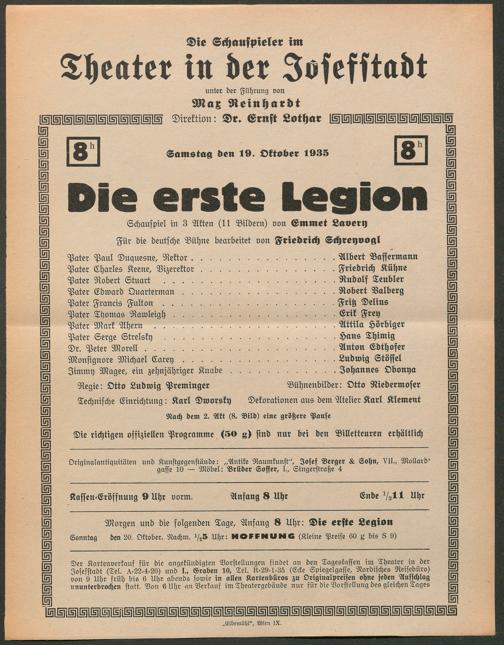 Die Schauspieler im
Theater in der Josefstadt
unter der Führung von
Max Reinhardt
Direktion: Dr. Ernst Lothar
8h
8h
Samstag den 19. Oktober 1935
Die erste Legion
Schauspiel in 3 Akten (11 Bildern) von Emmet Lavery
Für die deutsche Bühne bearbeitet von Friedrich Schreyvogl
Pater Paul Duquesne, Rektor . . . Albert Bassermann
Pater Charles Keene, Vizerektor . . . Friedrich Kühne
Pater Robert Stuart . . . Rudolf Teubler
Pater Edward Quarterman . . . Robert Valberg
Pater Francis Fulton . . . Fritz Delius
Pater Thomas Rawleigh . . . Erik Frey
Pater Mark Ahern . . . Attila Hörbiger
Pater Serge Strelsky . . . Hans Thimig
Dr. Peter Morell . . . Anton Edthofer
Monsignore Michael Carey . . . Ludwig Stössel
Jimmy Magee, ein zehnjähriger Knabe . . . Johannes Obonya
Regie: Otto Ludwig Preminger Bühnenbilder: Otto Niedermoser
Technische Einrichtung: Karl Dworsky Dekorationen aus dem Atelier Karl Klement
Nach dem 2. Akt (8. Bild) eine größere Pause
Die richtigen offiziellen Programme (50 g) sind nur bei den Billetteuren erhältlich
Originalantiquitäten und Kunstgegenstände: „Antike Raumkunst", Josef Berger & Sohn, VII., Mollard-
gasse 10 — Möbel: Brüder Soffer, I., Singerstraße 4
Kassen-Eröffnung 9 Uhr vorm. Anfang 8 Uhr Ende ½11 Uhr
Morgen und die folgenden Tage, Anfang 8 Uhr: Die erste Legion
Sonntag den 20. Oktober. Nachm. ½5 Uhr: HOFFNUNG (Kleine Preise 60 g bis S 9)
Der Kartenverkauf für die angekündigten Vorstellungen findet an den Tageskassen im Theater in der
Josefstadt (Tel. A-22-4-20) und I., Graben 10, Tel. R-29-1-35 (Ecke Spiegelgasse, Nordisches Reisebüro)
von 9 Uhr früh bis 6 Uhr abends sowie in allen Kartenbüros zu Originalpreisen ohne jeden Aufschlag
ununterbrochen statt. Von 6 Uhr an Verkauf im Theatergebäude nur für die Vorstellung des gleichen Tages
„Elbemühl", Wien IX.